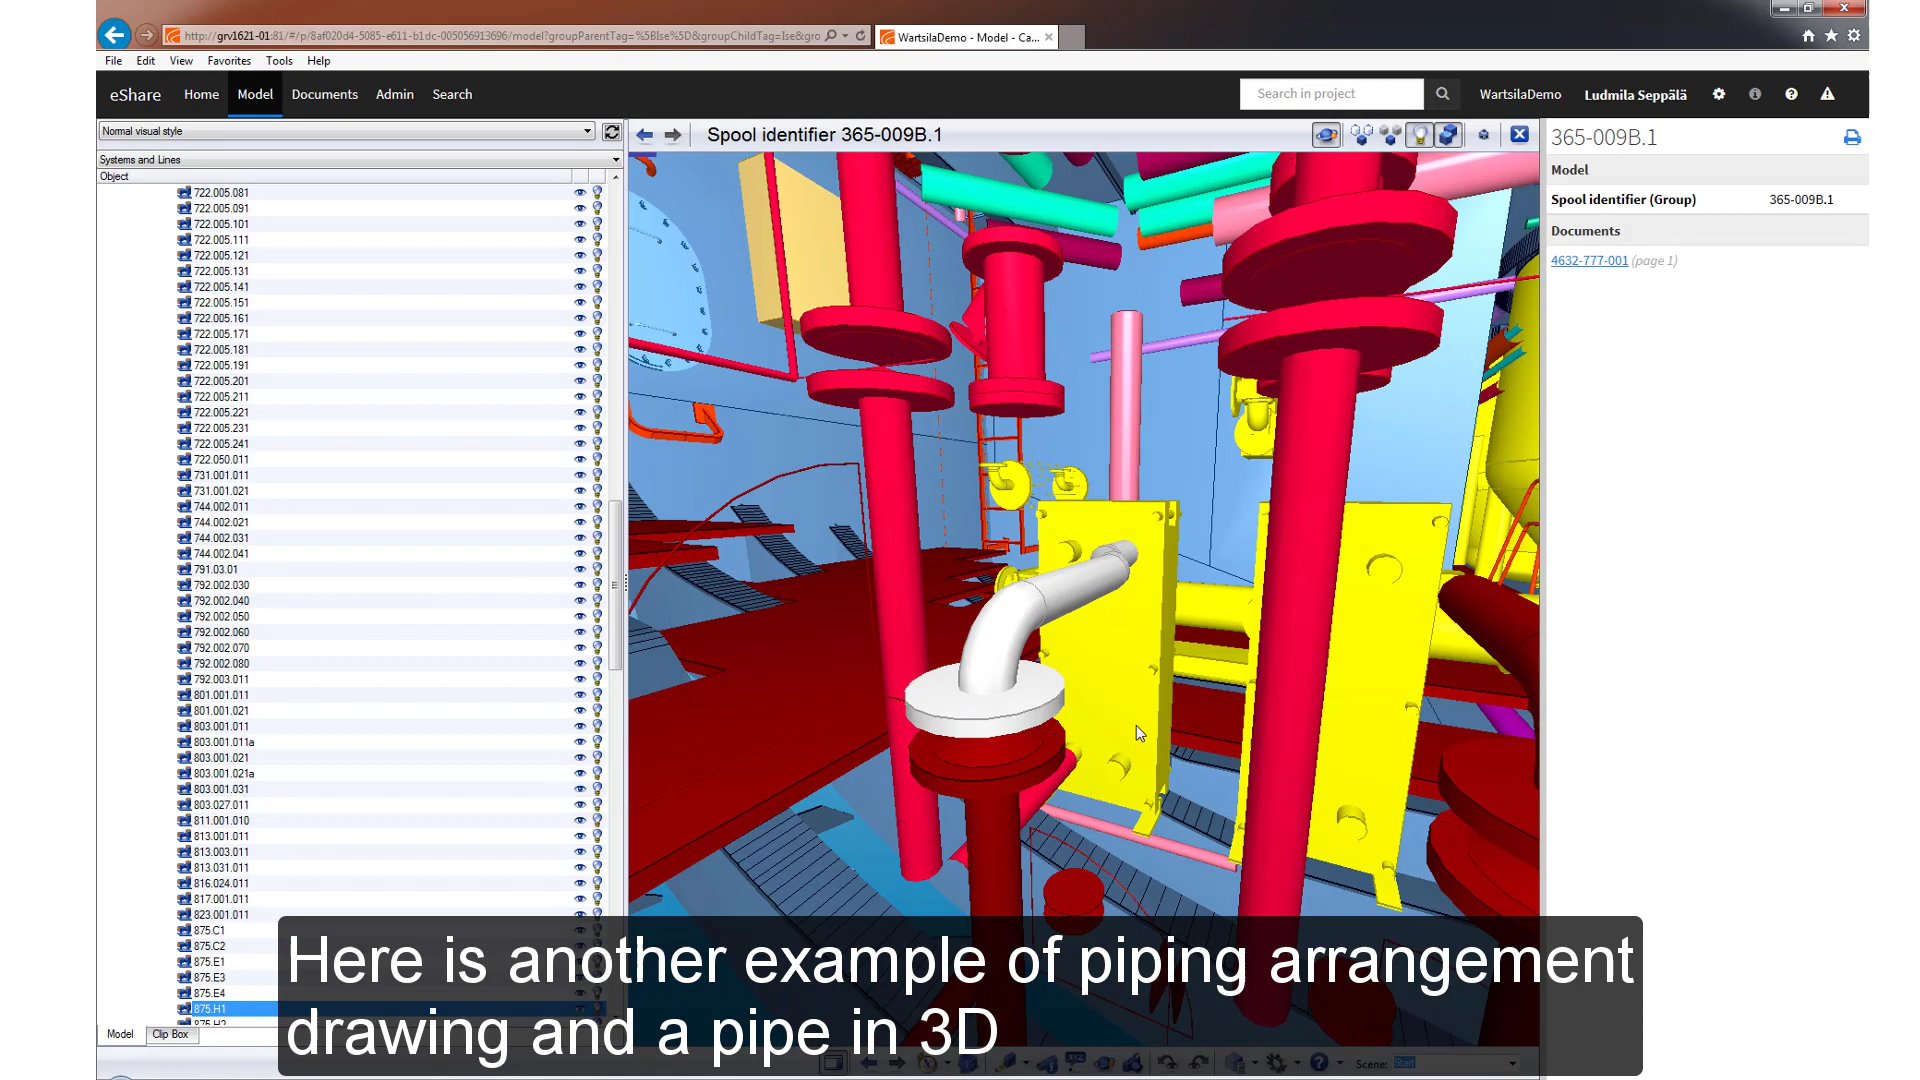 http://grv1621-01:81/#/p/8af020d4-5085-e611-b1dc-005056913696/model?groupParentTag=%5BIse%5D&groupChildTag=Ise&gro
WartsilaDemo - Model - Ca...
File Edit View Favorites Tools Help
eShare Home Model Documents Admin Search
Search in project
WartsilaDemo Ludmila Seppälä
Normal visual style
Spool identifier 365-009B.1
365-009B.1
Systems and Lines
Object
Model
Spool identifier (Group) 365-009B.1
Documents
4632-777-001 (page 1)
722.005.081
722.005.091
722.005.101
722.005.111
722.005.121
722.005.131
722.005.141
722.005.151
722.005.161
722.005.171
722.005.181
722.005.191
722.005.201
722.005.211
722.005.221
722.005.231
722.005.241
722.050.011
731.001.011
731.001.021
744.002.011
744.002.021
744.002.031
744.002.041
791.03.01
792.002.030
792.002.040
792.002.050
792.002.060
792.002.070
792.002.080
792.003.011
801.001.011
801.001.021
803.001.011
803.001.011a
803.001.021
803.001.021a
803.001.031
803.027.011
811.001.010
813.001.011
813.003.011
813.031.011
816.024.011
817.001.011
823.001.011
875.C1
875.C2
875.E1
875.E3
875.E4
875.H1
875.H2
Model Clip Box
Here is another example of piping arrangement
drawing and a pipe in 3D
Scene: Start